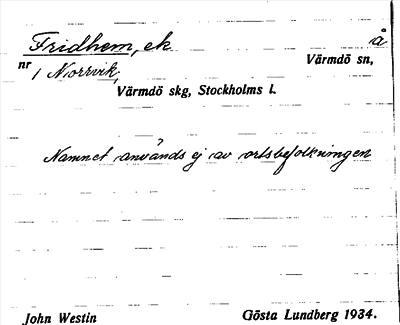 Fridhem, ek å
nr 1 Norrvik, Värmdö sn,
Värmdö skg, Stockholms l.
Namnet används ej av ortsbefolkningen
John Westin Gösta Lundberg 1934.